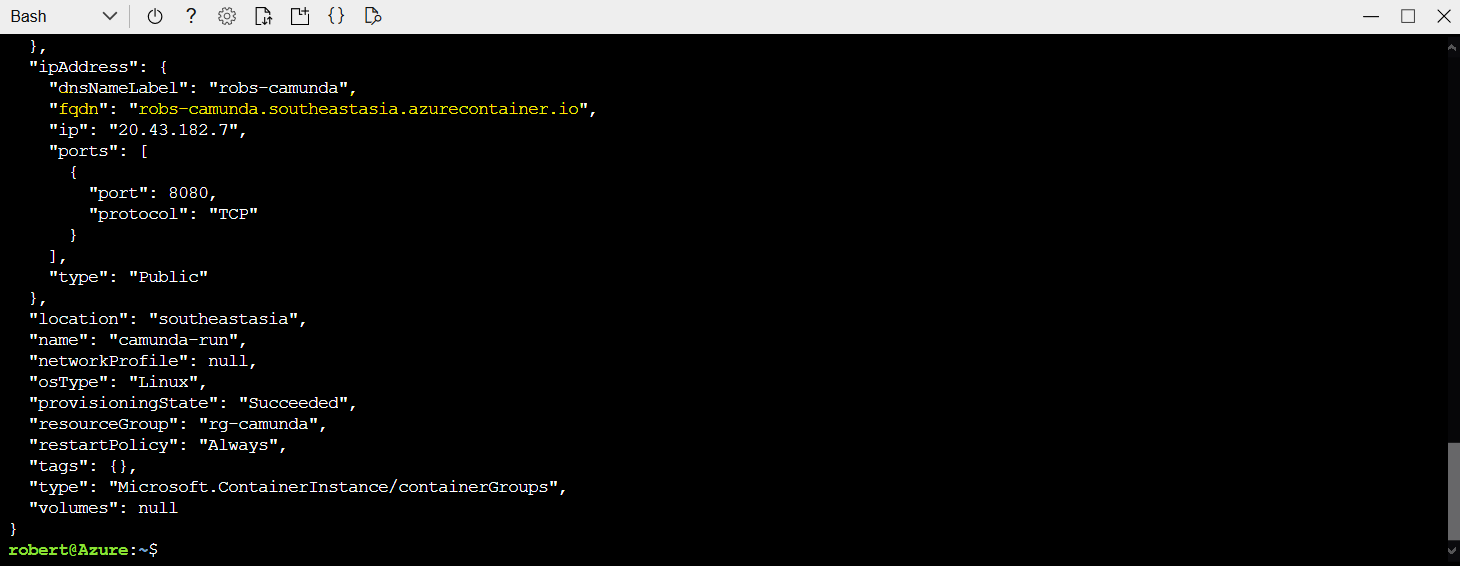 Bash
?
{}
},
"ipAddress": {
"dnsNameLabel": "robs-camunda",
"fqdn": "robs-camunda.southeastasia.azurecontainer.io",
"ip": "20.43.182.7",
"ports": [
{
"port": 8080,
"protocol": "TCP"
}
],
"type": "Public"
},
"location": "southeastasia",
"name": "camunda-run",
"networkProfile": null,
"osType": "Linux",
"provisioningState": "Succeeded",
"resourceGroup": "rg-camunda",
"restartPolicy": "Always",
"tags": {},
"type": "Microsoft.ContainerInstance/containerGroups",
"volumes": null
}
robert@Azure:~$